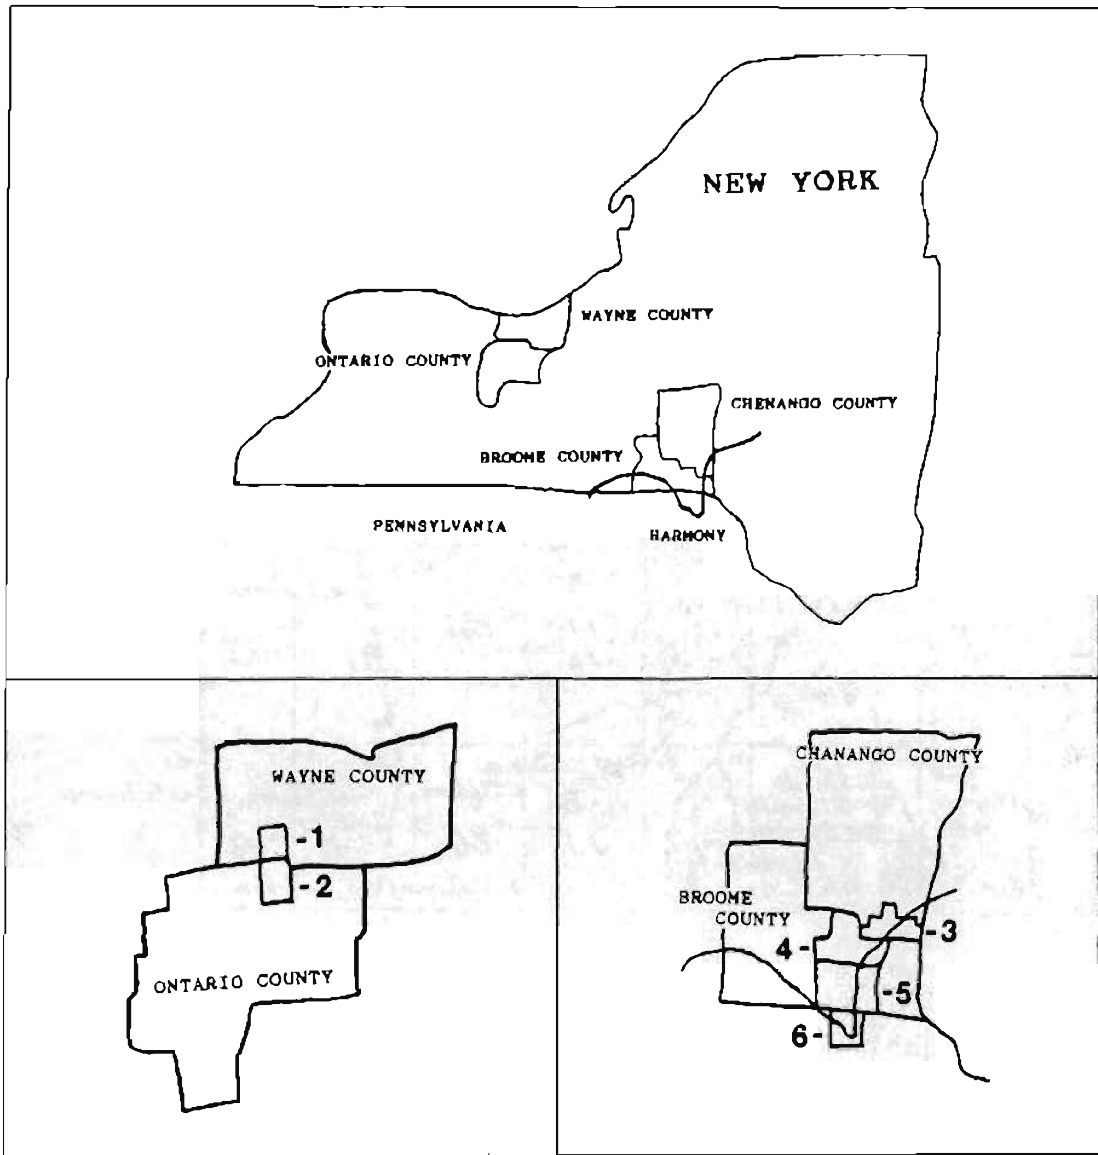 NEW YORK
WAYNE COUNTY
ONTARIO COUNTY
CHENANGO COUNTY
BROOME COUNTY
PENNSYLVANIA
HARMONY
WAYNE COUNTY
-1
-2
ONTARIO COUNTY
CHANANGO COUNTY
BROOME
COUNTY
-3
4-
-5
6-